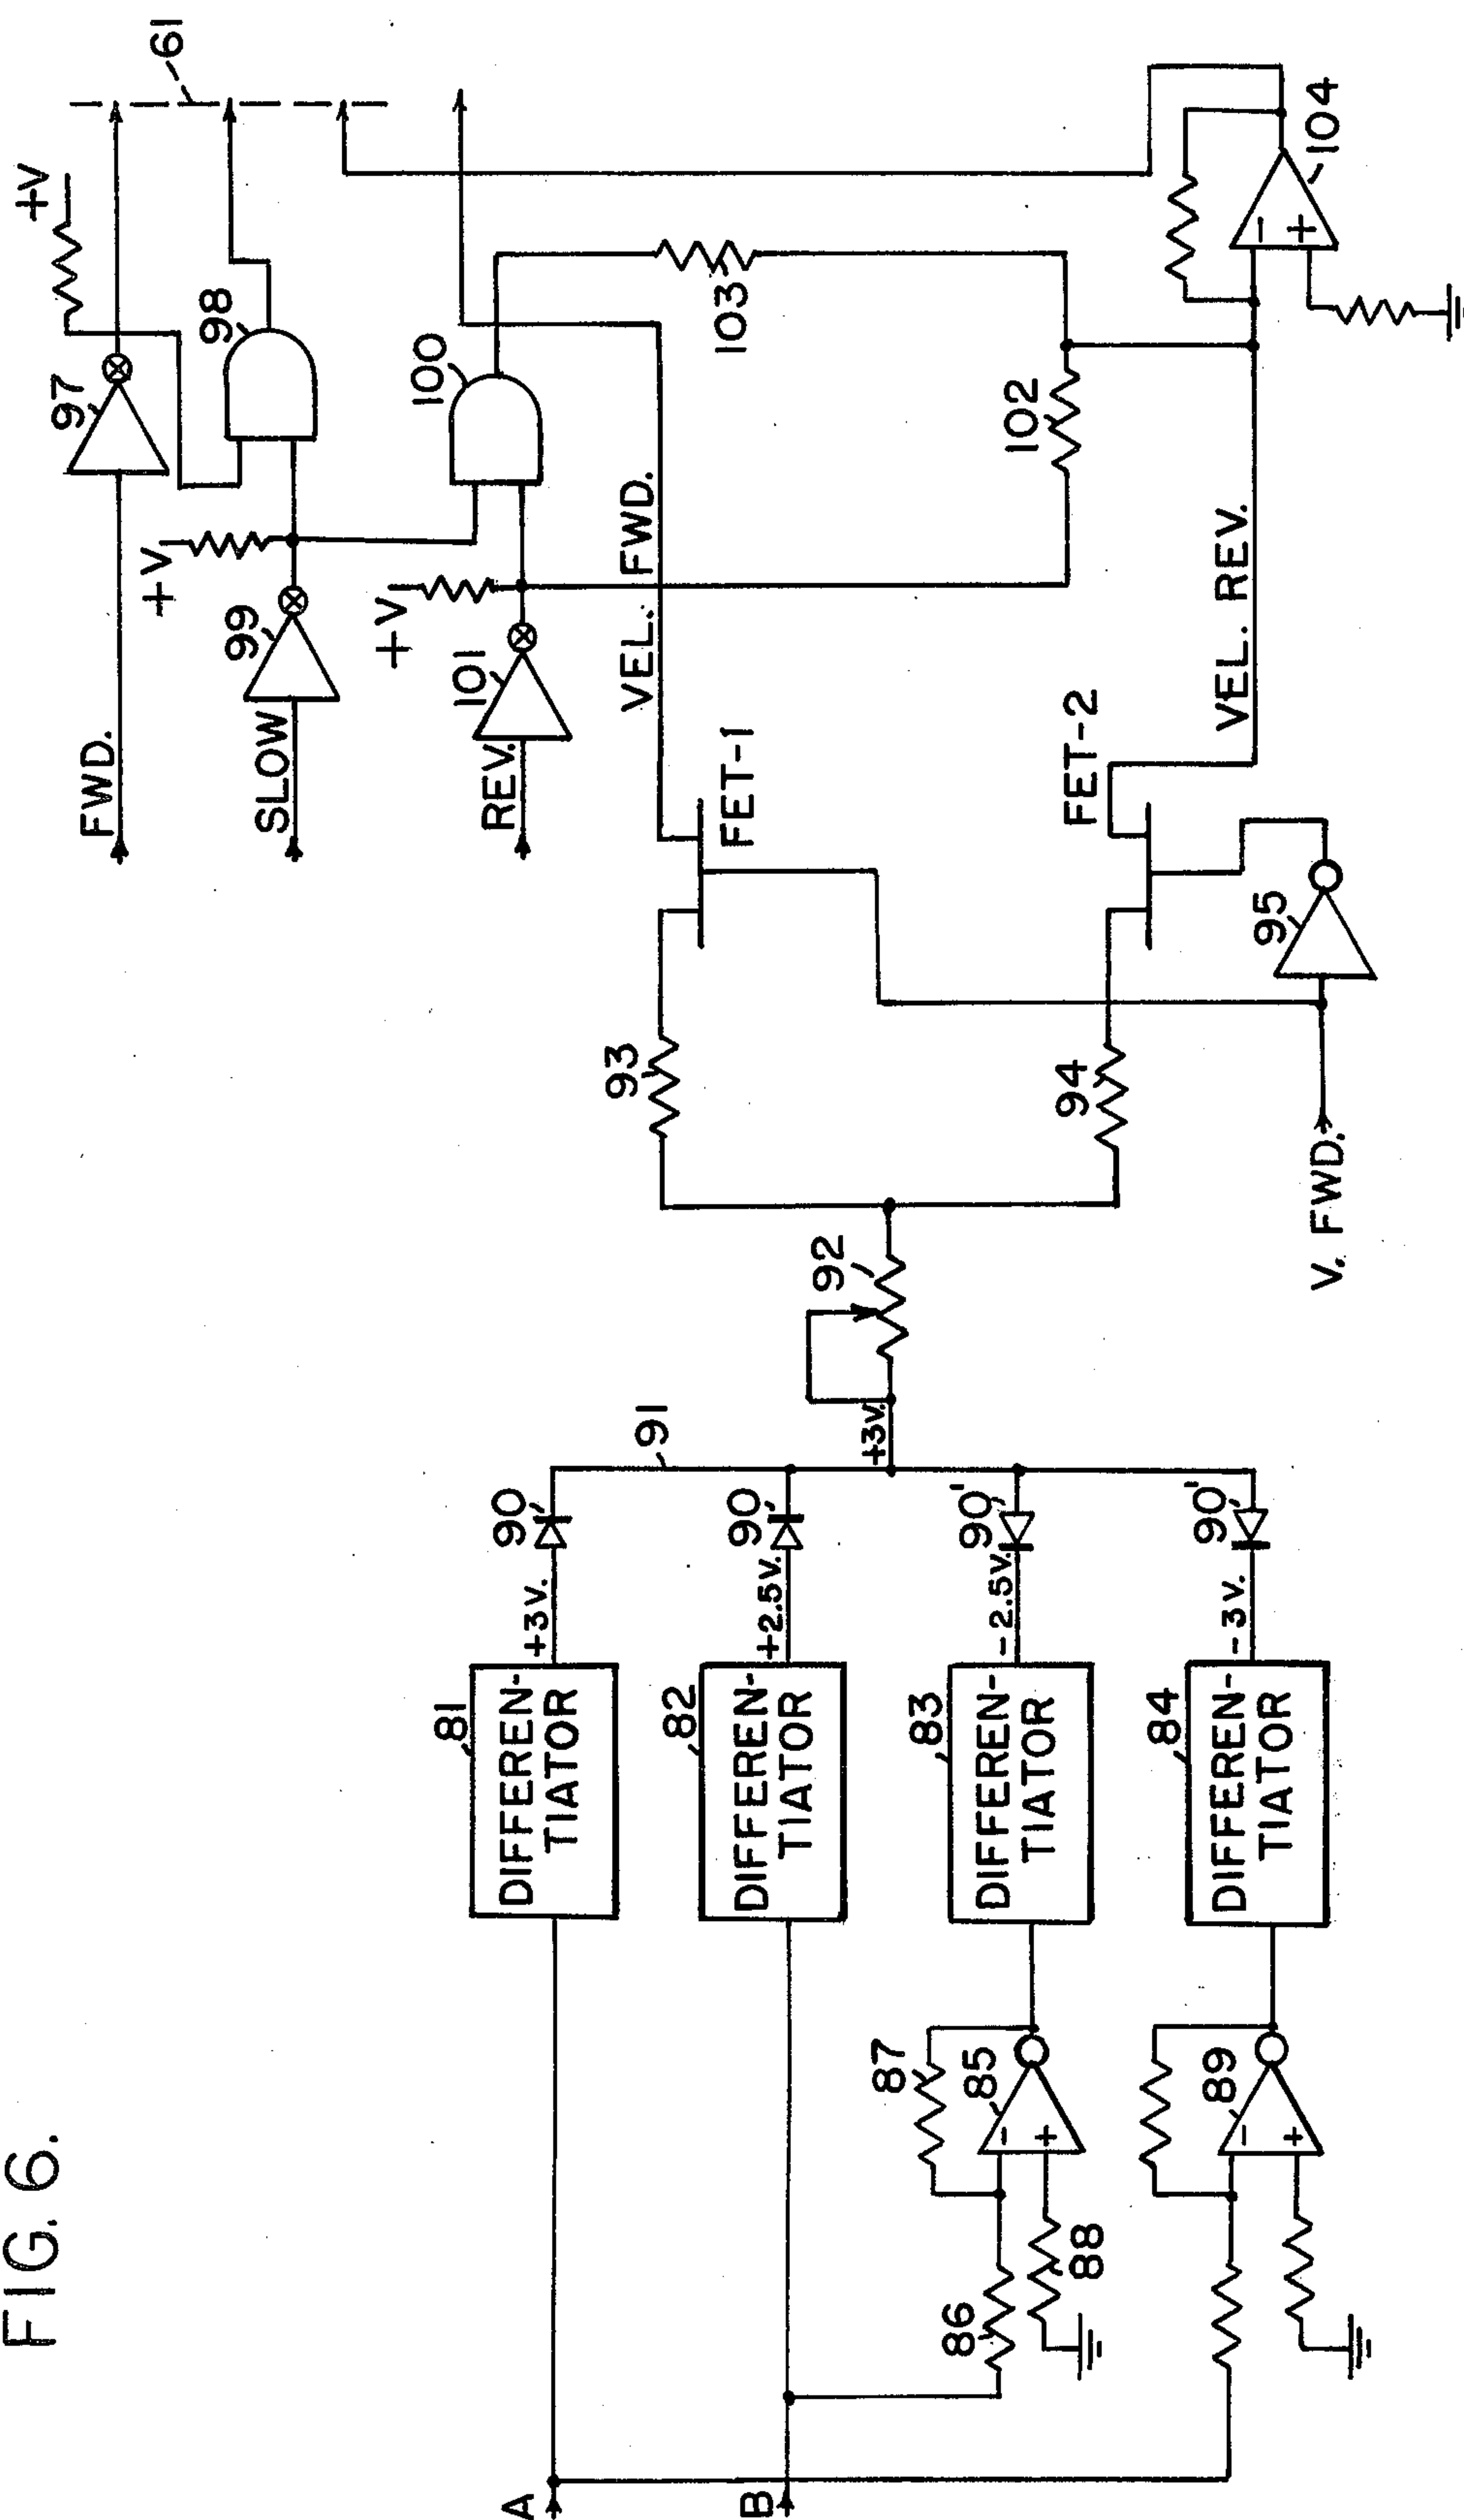 FIG. 6.
A
B
86
88
87
85
89
81
DIFFEREN-
TIATOR
82
DIFFEREN-
TIATOR
83
DIFFEREN-
TIATOR
84
DIFFEREN-
TIATOR
+3V.
+2.5V.
-2.5V.
-3V.
90
90
90'
90'
91
+3V.
92
93
94
V. FWD.
95
FET-1
FET-2
VEL. FWD.
VEL. REV.
FWD.
SLOW
REV.
99
101
+V
+V
97
98
100
+V
102
103
104
61